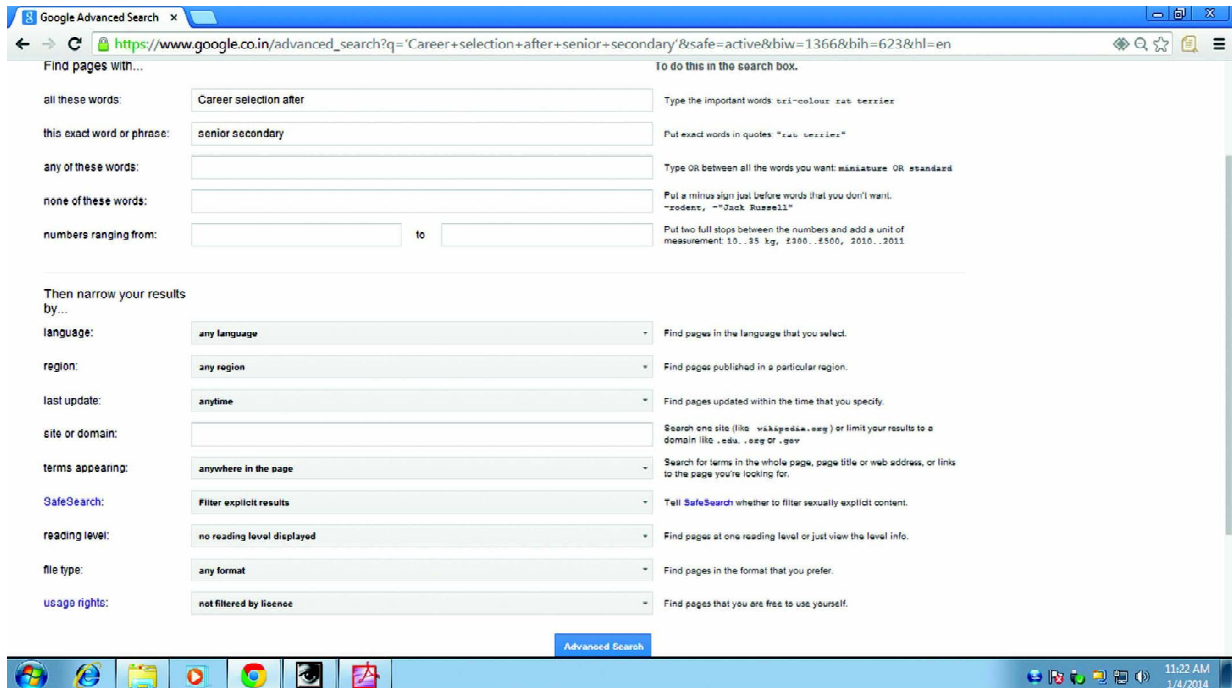 Google Advanced Search
https://www.google.co.in/advanced_search?q='Career+selection+after+senior+secondary'&safe=active&biw=1366&bih=623&hl=en
Find pages with... To do this in the search box.
all these words: Career selection after Type the important words tri-colour rat terrier
this exact word or phrase: senior secondary Put exact words in quotes "rat terrier"
any of these words: Type OR between all the words you want: miniature OR standard
none of these words: Put a minus sign just before words that you don't want.
-rodent, -"Jack Russell"
numbers ranging from: to Put two full stops between the numbers and add a unit of
measurement: 10..35 kg, £300..£500, 2010..2011
Then narrow your results
by...
language: any language Find pages in the language that you select.
region: any region Find pages published in a particular region.
last update: anytime Find pages updated within the time that you specify.
site or domain: Search one site (like wikipedia.org ) or limit your results to a
domain like .edu, .org or .gov
terms appearing: anywhere in the page Search for terms in the whole page, page title or web address, or links
to the page you're looking for.
SafeSearch: Filter explicit results Tell SafeSearch whether to filter sexually explicit content.
reading level: no reading level displayed Find pages at one reading level or just view the level info.
file type: any format Find pages in the format that you prefer.
usage rights: not filtered by licence Find pages that you are free to use yourself.
Advanced Search
11:22 AM
1/4/2014